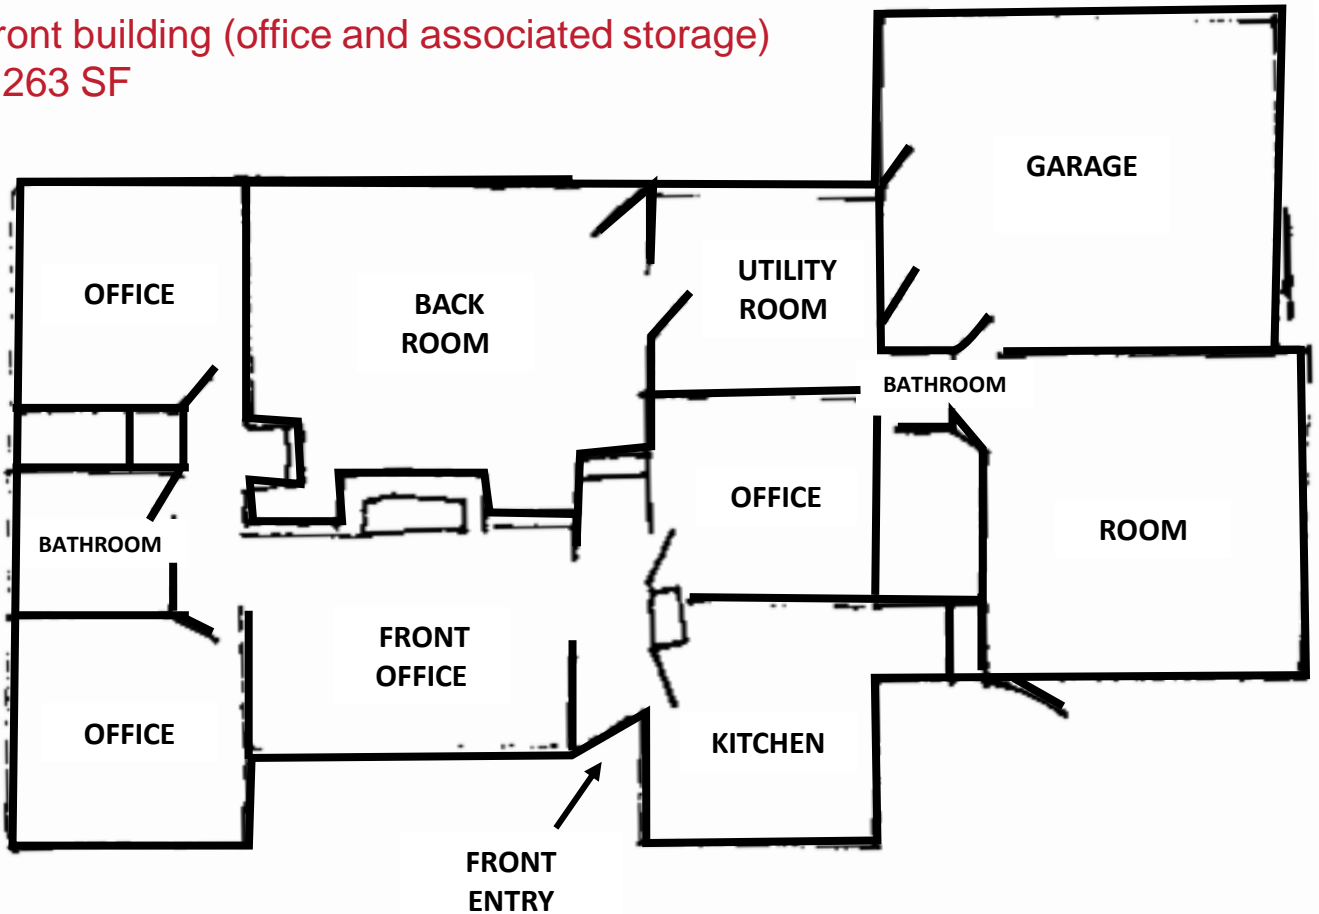 ront building (office and associated storage)
263 SF
GARAGE
OFFICE
BACK
ROOM
UTILITY
ROOM
BATHROOM
OFFICE
ROOM
BATHROOM
FRONT
OFFICE
OFFICE
KITCHEN
FRONT
ENTRY